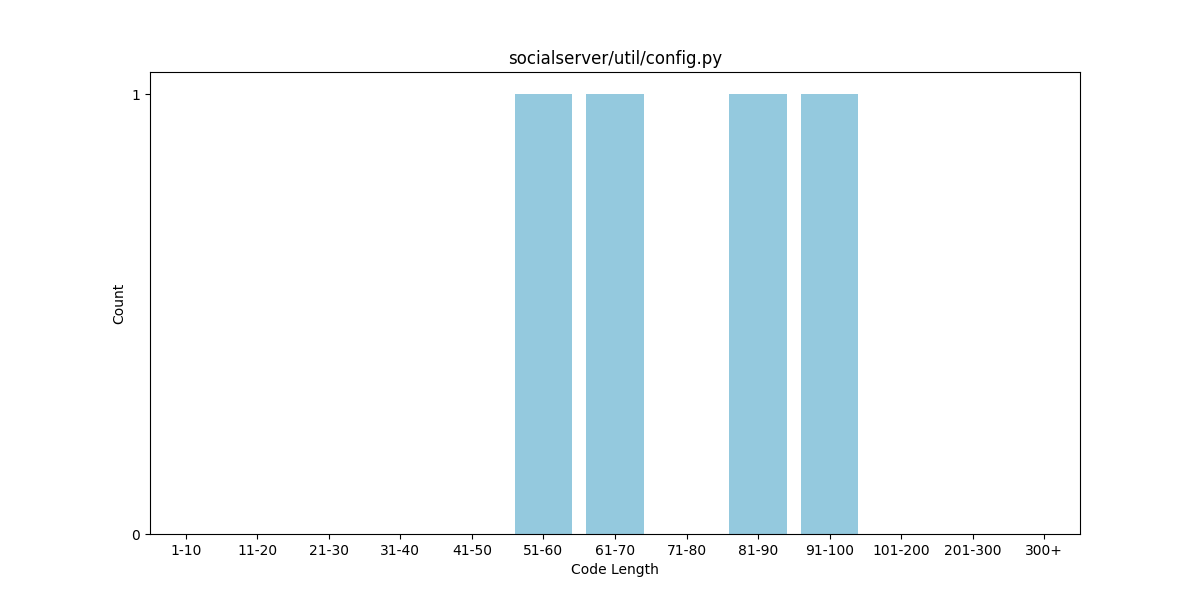 socialserver/util/config.py
1
Count
0
1-10 11-20 21-30 31-40 41-50 51-60 61-70 71-80 81-90 91-100 101-200 201-300 300+
Code Length